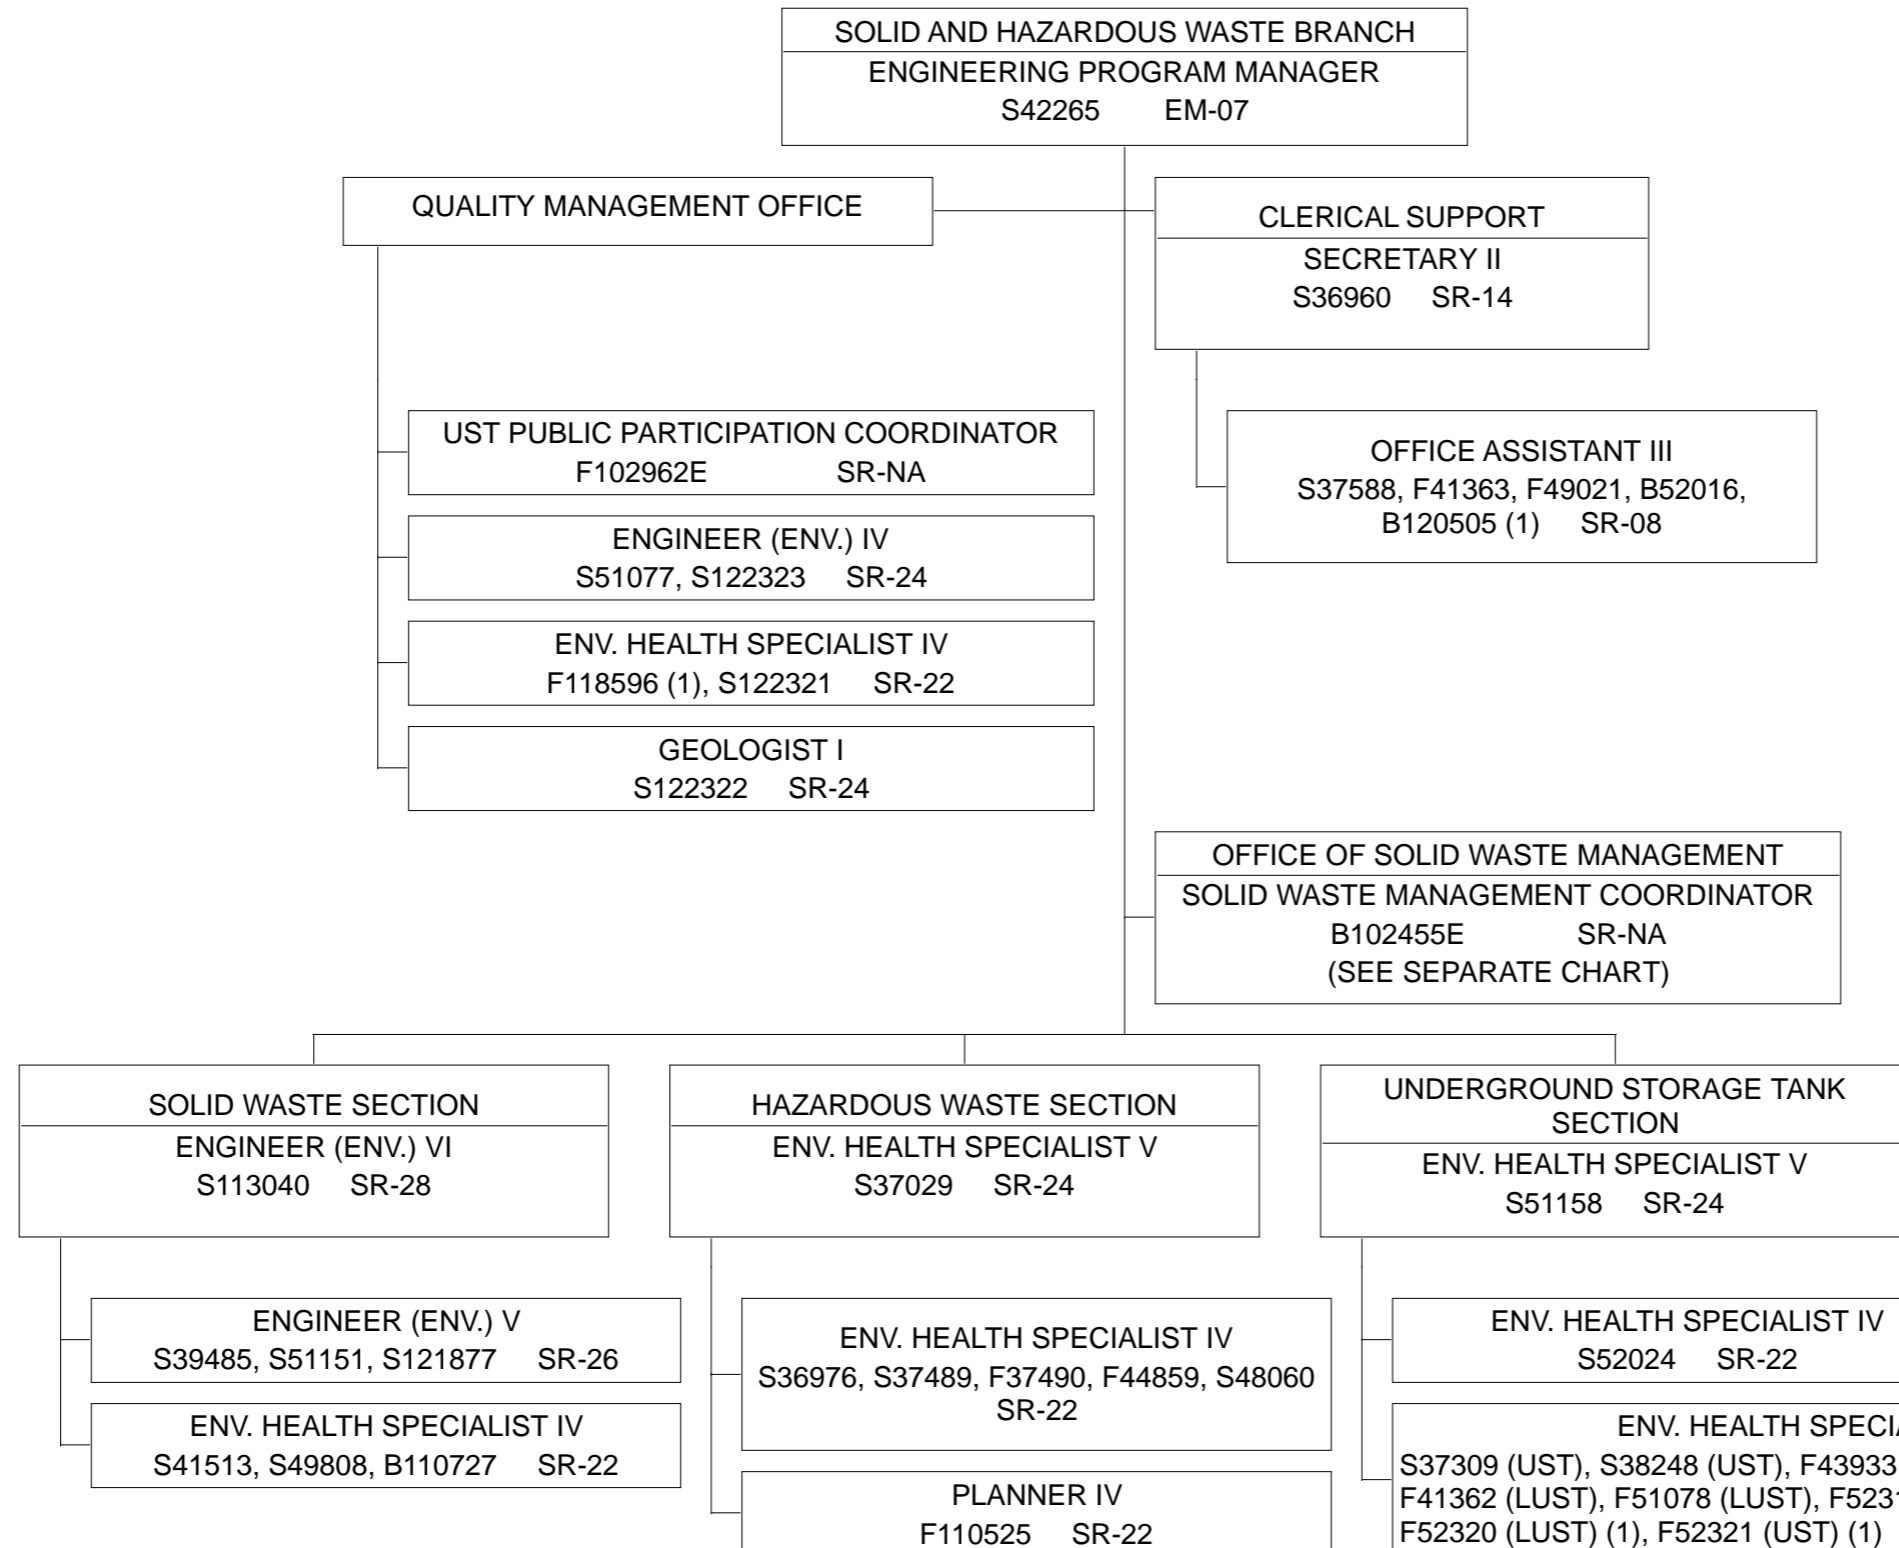 SOLID AND HAZARDOUS WASTE BRANCH
ENGINEERING PROGRAM MANAGER
S42265 EM-07
QUALITY MANAGEMENT OFFICE
CLERICAL SUPPORT
SECRETARY II
S36960 SR-14
UST PUBLIC PARTICIPATION COORDINATOR
F102962E SR-NA
ENGINEER (ENV.) IV
S51077, S122323 SR-24
ENV. HEALTH SPECIALIST IV
F118596 (1), S122321 SR-22
GEOLOGIST I
S122322 SR-24
OFFICE ASSISTANT III
S37588, F41363, F49021, B52016,
B120505 (1) SR-08
OFFICE OF SOLID WASTE MANAGEMENT
SOLID WASTE MANAGEMENT COORDINATOR
B102455E SR-NA
(SEE SEPARATE CHART)
SOLID WASTE SECTION
ENGINEER (ENV.) VI
S113040 SR-28
ENGINEER (ENV.) V
S39485, S51151, S121877 SR-26
ENV. HEALTH SPECIALIST IV
S41513, S49808, B110727 SR-22
HAZARDOUS WASTE SECTION
ENV. HEALTH SPECIALIST V
S37029 SR-24
ENV. HEALTH SPECIALIST IV
S36976, S37489, F37490, F44859, S48060
SR-22
PLANNER IV
F110525 SR-22
UNDERGROUND STORAGE TANK
SECTION
ENV. HEALTH SPECIALIST V
S51158 SR-24
ENV. HEALTH SPECIALIST IV
S52024 SR-22
ENV. HEALTH
S37309 (UST), S38248 (UST), F43933
F41362 (LUST), F51078 (LUST),
F52320 (LUST) (1), F52321 (UST) (1)